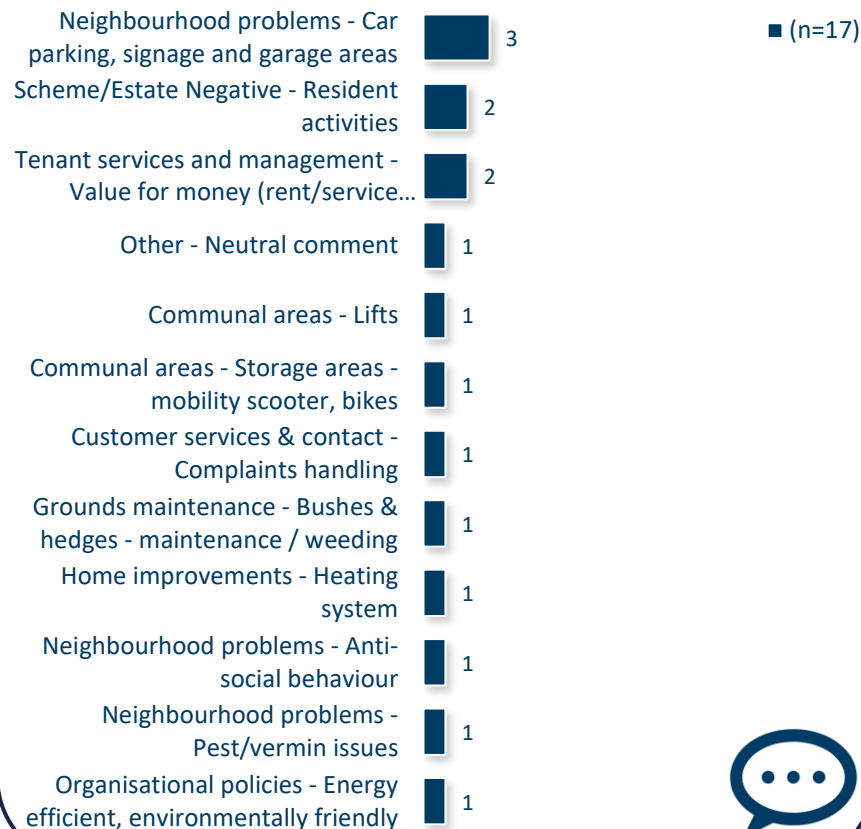 Neighbourhood problems - Car
parking, signage and garage areas
3
(n=17)
Scheme/Estate Negative - Resident
activities
2
Tenant services and management -
Value for money (rent/service...
2
Other - Neutral comment
1
Communal areas - Lifts
1
Communal areas - Storage areas -
mobility scooter, bikes
1
Customer services & contact -
Complaints handling
1
Grounds maintenance - Bushes &
hedges - maintenance / weeding
1
Home improvements - Heating
system
1
Neighbourhood problems - Anti-
social behaviour
1
Neighbourhood problems -
Pest/vermin issues
1
Organisational policies - Energy
efficient, environmentally friendly
1